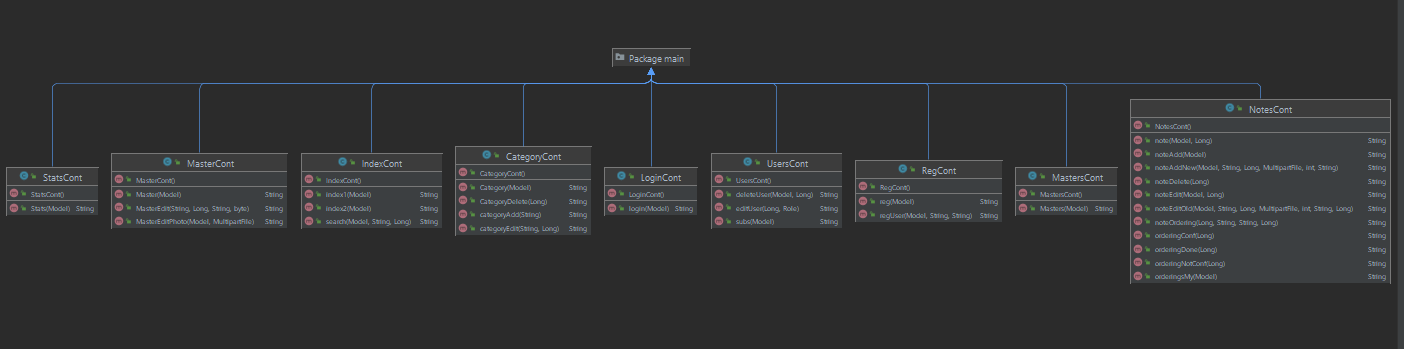 Package main
StatsCont
StatsCont()
Stats(Model) String
MasterCont
MasterCont()
Master(Model) String
MasterEdit(String, Long, String, byte) String
MasterEditPhoto(Model, MultipartFile) String
IndexCont
IndexCont()
index1(Model) String
index2(Model) String
search(Model, String, Long) String
CategoryCont
CategoryCont()
Category(Model) String
CategoryDelete(Long) String
categoryAdd(String) String
categoryEdit(String, Long) String
LoginCont
LoginCont()
login(Model) String
UsersCont
UsersCont()
deleteUser(Model, Long) String
editUser(Long, Role) String
subs(Model) String
RegCont
RegCont()
reg(Model) String
regUser(Model, String, String) String
MastersCont
MastersCont()
Masters(Model) String
NotesCont
NotesCont()
note(Model, Long) String
noteAdd(Model) String
noteAddNew(Model, String, Long, MultipartFile, int, String) String
noteDelete(Long) String
noteEdit(Model, Long) String
noteEditOld(Model, String, Long, MultipartFile, int, String, Long) String
noteOrdering(Long, String, String, Long) String
orderingConf(Long) String
orderingDone(Long) String
orderingNotConf(Long) String
orderingsMy(Model) String